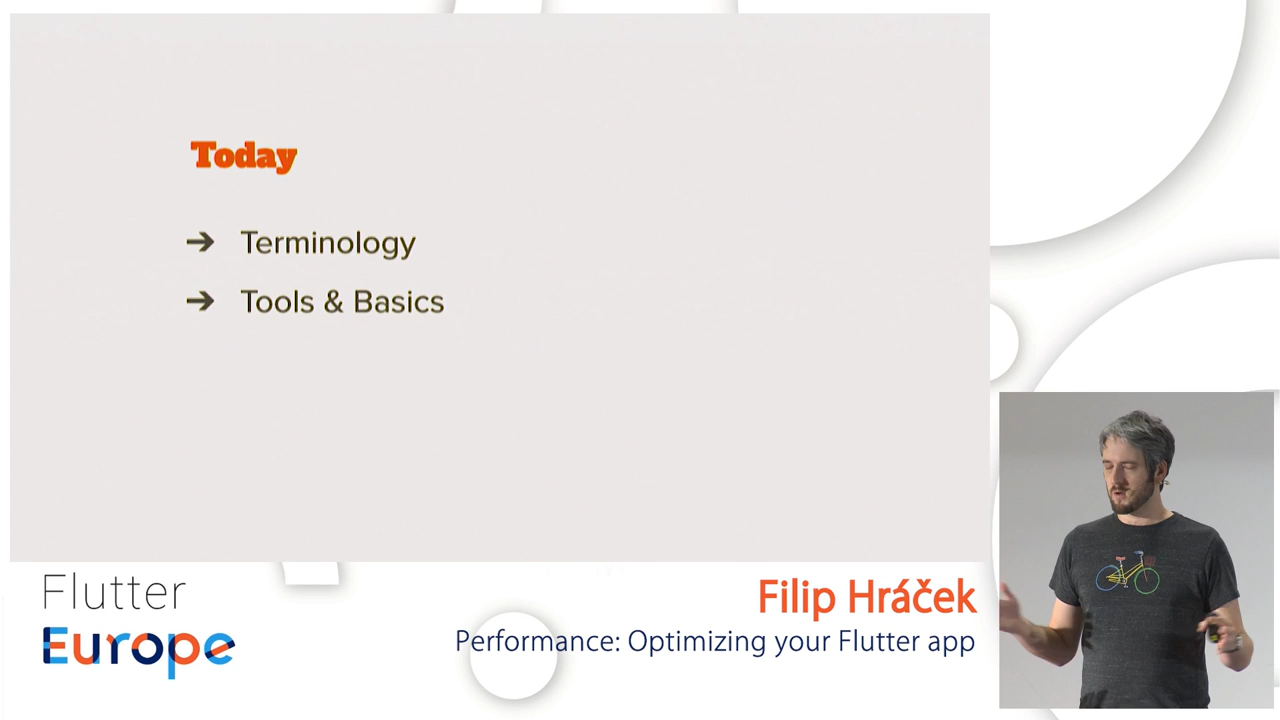 Today
➔ Terminology
➔ Tools & Basics
Flutter
Europe
Filip Hráček
Performance: Optimizing your Flutter app